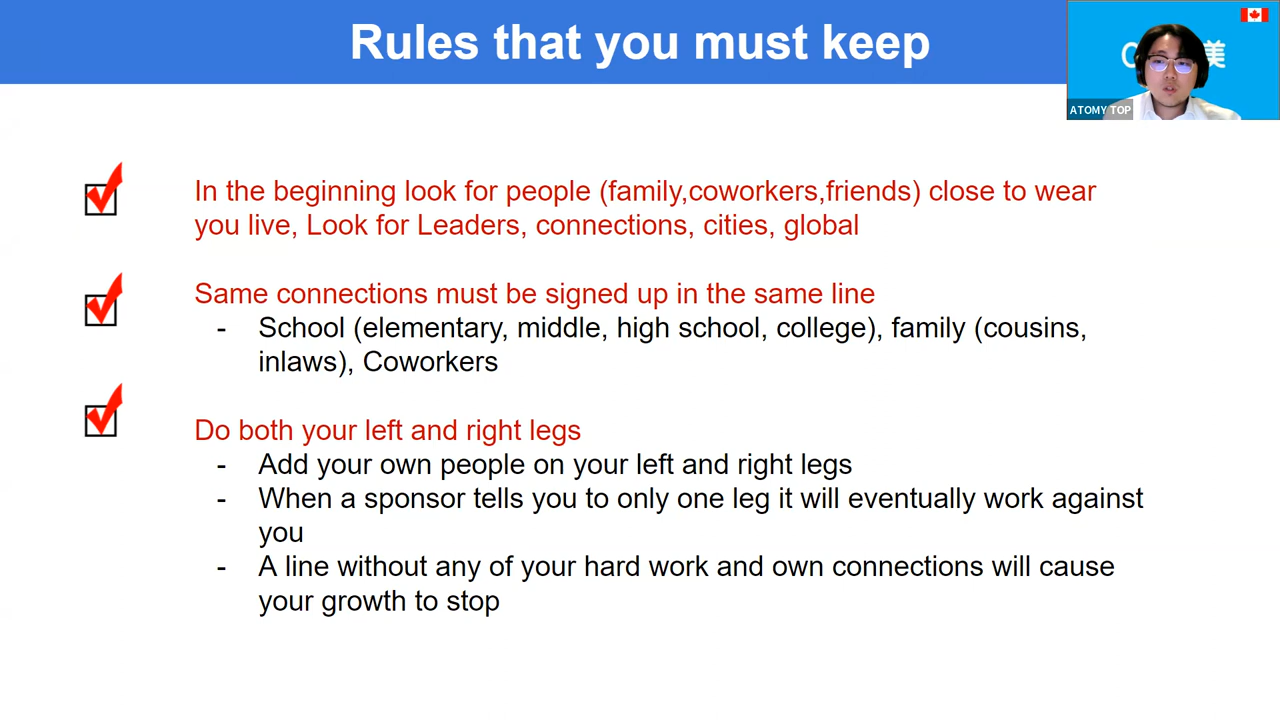 Rules that you must keep
美
ATOMY TOP
In the beginning look for people (family,coworkers,friends) close to wear
you live, Look for Leaders, connections, cities, global
Same connections must be signed up in the same line
- School (elementary, middle, high school, college), family (cousins,
inlaws), Coworkers
Do both your left and right legs
- Add your own people on your left and right legs
- When a sponsor tells you to only one leg it will eventually work against
you
- A line without any of your hard work and own connections will cause
your growth to stop